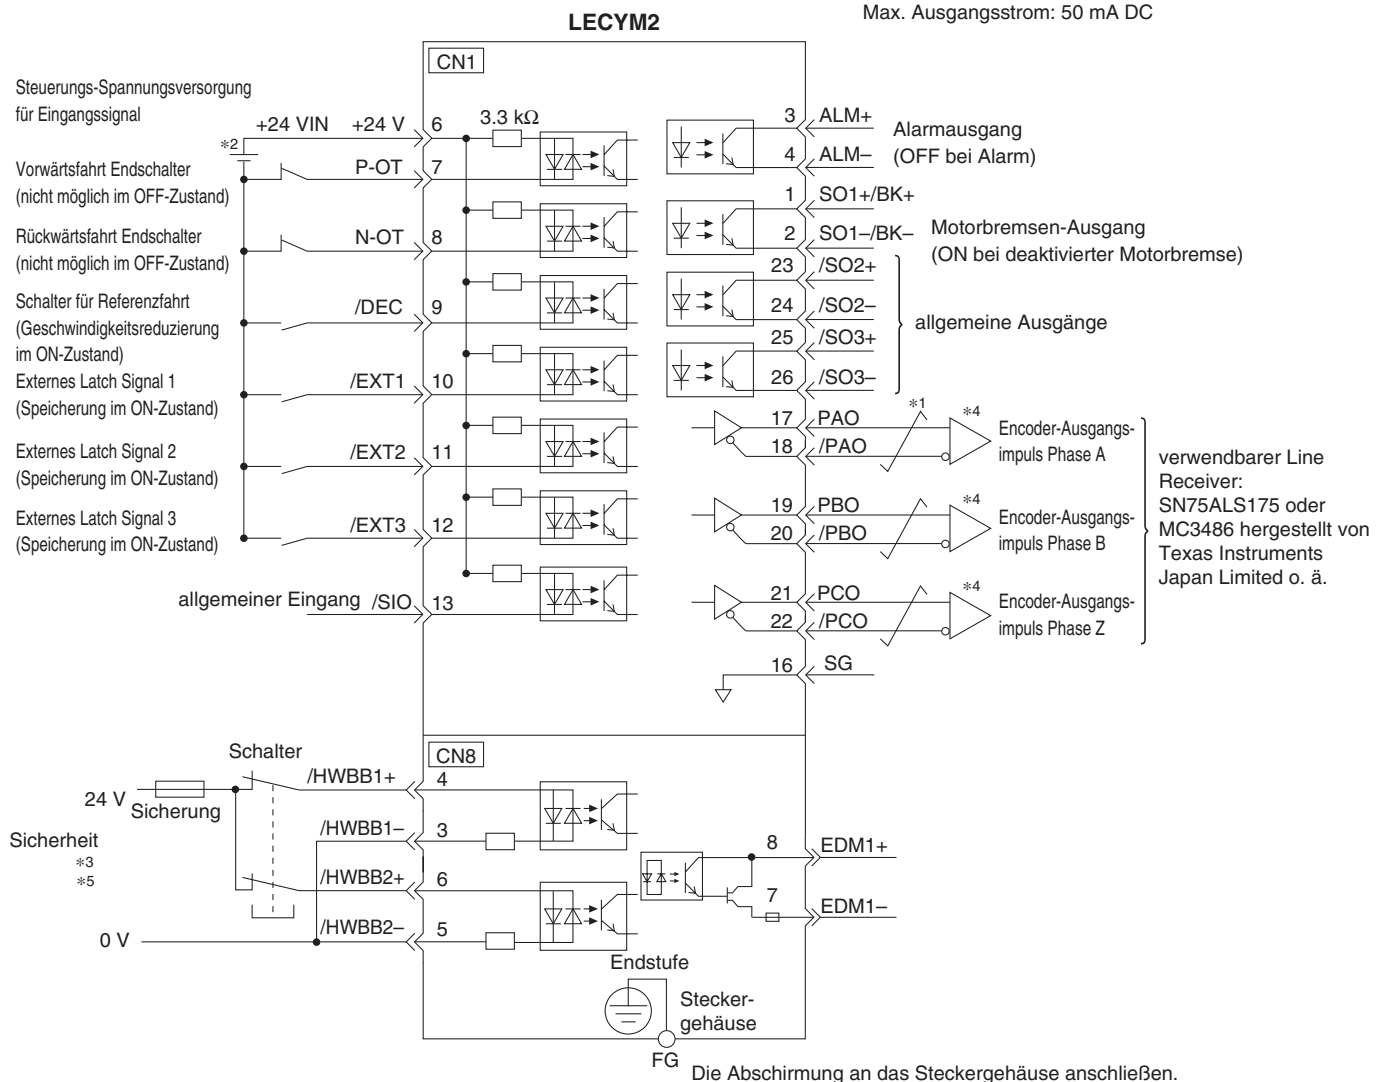 Max. Ausgangsstrom: 50 mA DC
LECYM2
CN1
Steuerungs-Spannungsversorgung
für Eingangssignal
+24 VIN
+24 V
6
3.3 kΩ
*2
Vorwärtsfahrt Endschalter
(nicht möglich im OFF-Zustand)
P-OT
7
Rückwärtsfahrt Endschalter
(nicht möglich im OFF-Zustand)
N-OT
8
Schalter für Referenzfahrt
(Geschwindigkeitsreduzierung
im ON-Zustand)
/DEC
9
Externes Latch Signal 1
(Speicherung im ON-Zustand)
/EXT1
10
Externes Latch Signal 2
(Speicherung im ON-Zustand)
/EXT2
11
Externes Latch Signal 3
(Speicherung im ON-Zustand)
/EXT3
12
allgemeiner Eingang
/SIO
13
3
ALM+
4
ALM–
Alarmausgang
(OFF bei Alarm)
1
SO1+/BK+
2
SO1–/BK–
Motorbremsen-Ausgang
(ON bei deaktivierter Motorbremse)
23
/SO2+
24
/SO2–
25
/SO3+
26
/SO3–
allgemeine Ausgänge
*1
17
PAO
18
/PAO
*4
Encoder-Ausgangs-
impuls Phase A
19
PBO
20
/PBO
*4
Encoder-Ausgangs-
impuls Phase B
21
PCO
22
/PCO
*4
Encoder-Ausgangs-
impuls Phase Z
verwendbarer Line
Receiver:
SN75ALS175 oder
MC3486 hergestellt von
Texas Instruments
Japan Limited o. ä.
16
SG
CN8
Schalter
24 V
Sicherung
Sicherheit
*3
*5
0 V
/HWBB1+
4
/HWBB1–
3
/HWBB2+
6
/HWBB2–
5
8
EDM1+
7
EDM1–
Endstufe
Stecker-
gehäuse
FG
Die Abschirmung an das Steckergehäuse anschließen.